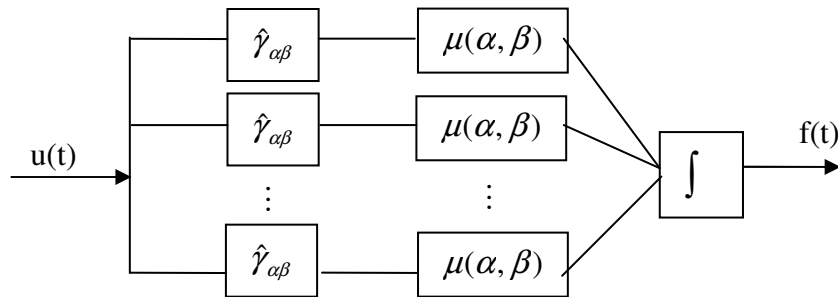 γ̂αβ μ(α, β)
γ̂αβ μ(α, β)
u(t) ∫ f(t)
⋮ ⋮
γ̂αβ μ(α, β)